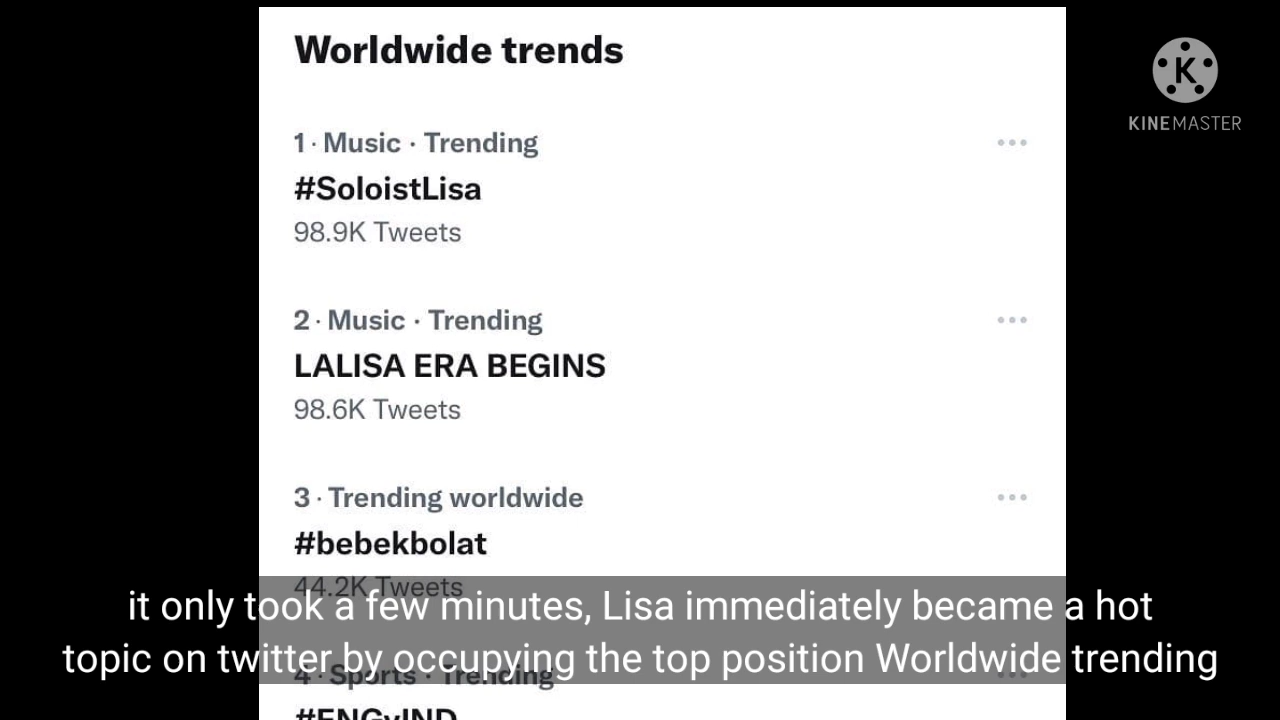 Worldwide trends
K
KINEMASTER
1 · Music · Trending
#SoloistLisa
98.9K Tweets
2 · Music · Trending
LALISA ERA BEGINS
98.6K Tweets
3 · Trending worldwide
#bebekbolat
44.2K Tweets
it only took a few minutes, Lisa immediately became a hot
topic on twitter by occupying the top position Worldwide trending
4 · Sports · Trending
#ENGvIND